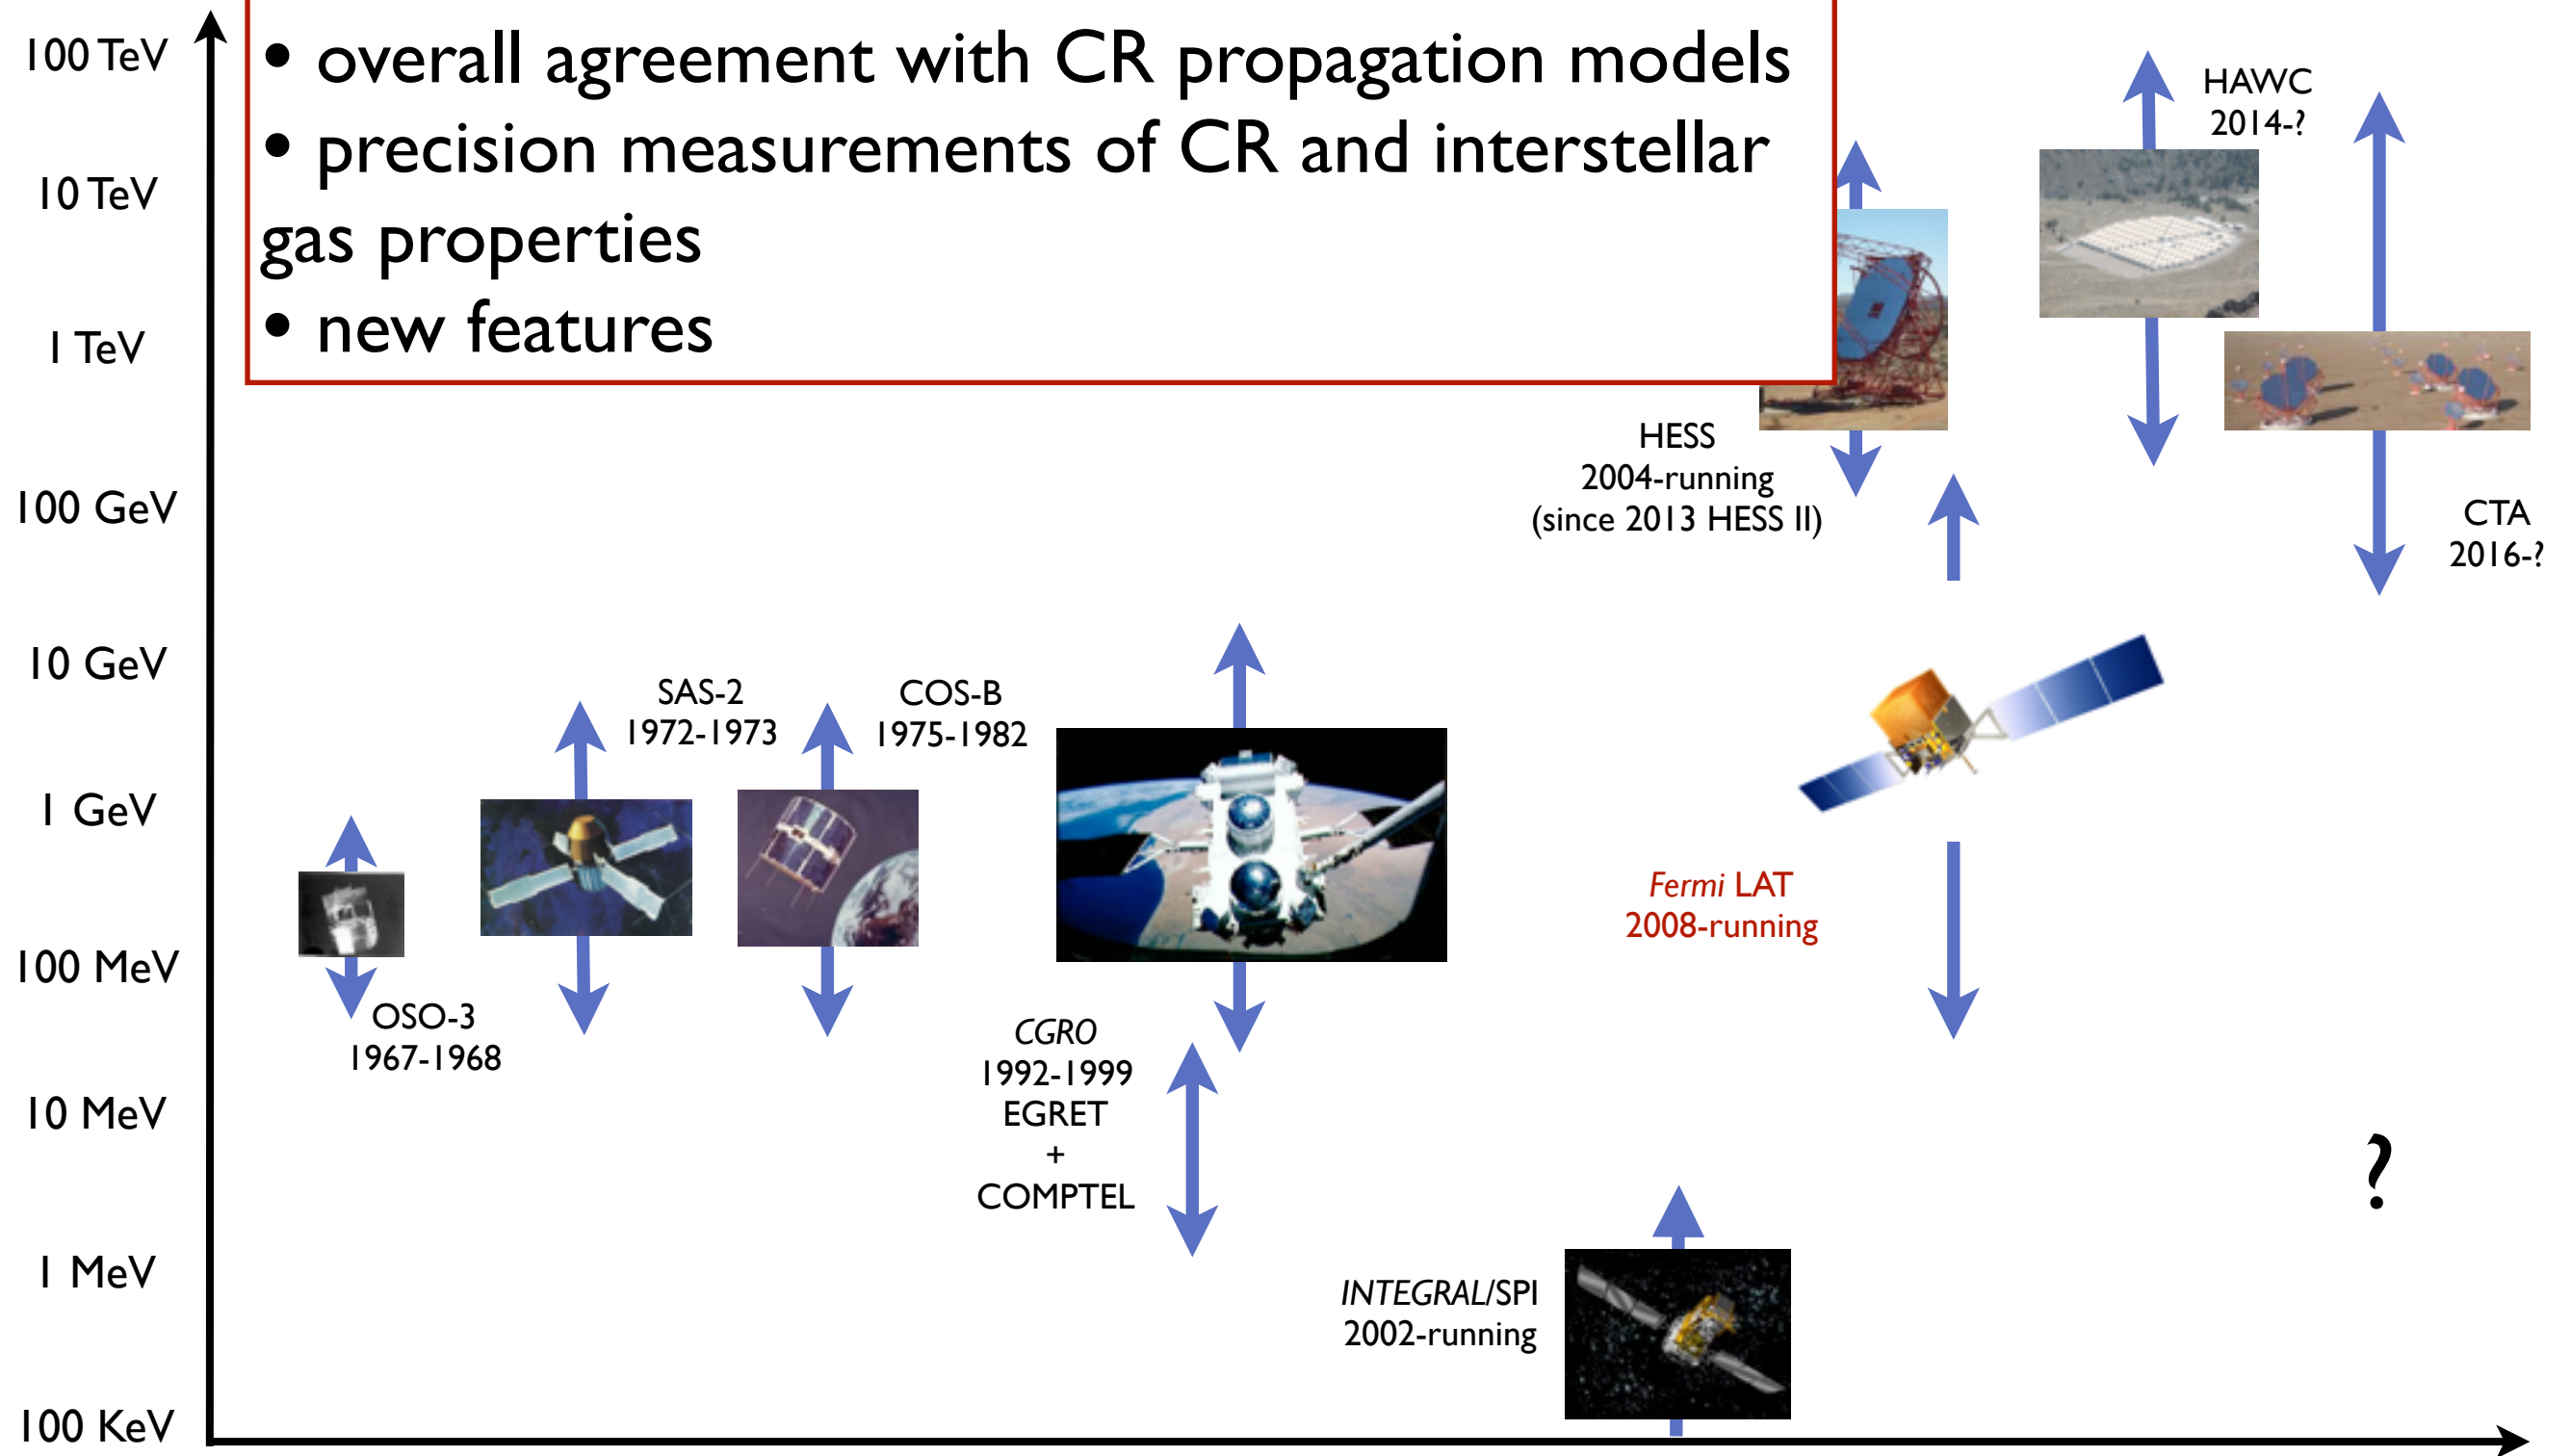 100 TeV
10 TeV
1 TeV
100 GeV
10 GeV
1 GeV
100 MeV
10 MeV
1 MeV
100 KeV
• overall agreement with CR propagation models
• precision measurements of CR and interstellar
gas properties
• new features
HAWC
2014-?
HESS
2004-running
(since 2013 HESS II)
CTA
2016-?
SAS-2
1972-1973
COS-B
1975-1982
Fermi LAT
2008-running
OSO-3
1967-1968
CGRO
1992-1999
EGRET
+
COMPTEL
?
INTEGRAL/SPI
2002-running